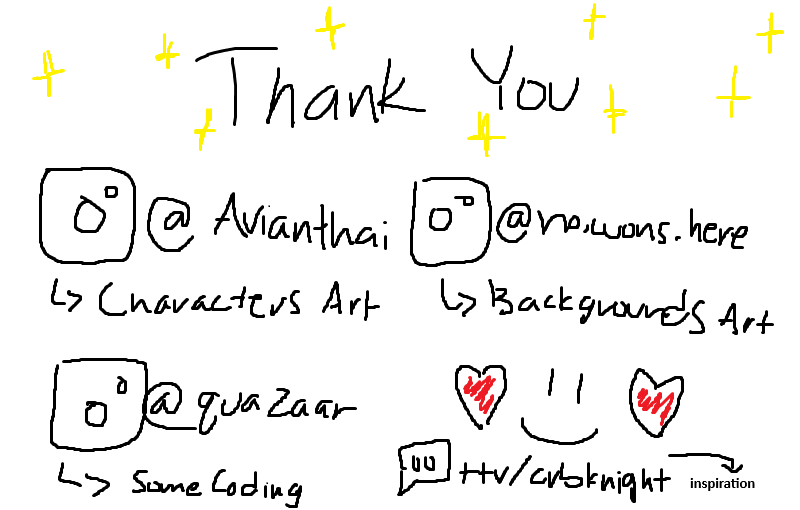 Thank You
@Avianthai
@no.wons.here
Characters Art
Backgrounds Art
@quazaar
Some Coding
ttv/crbknight
inspiration